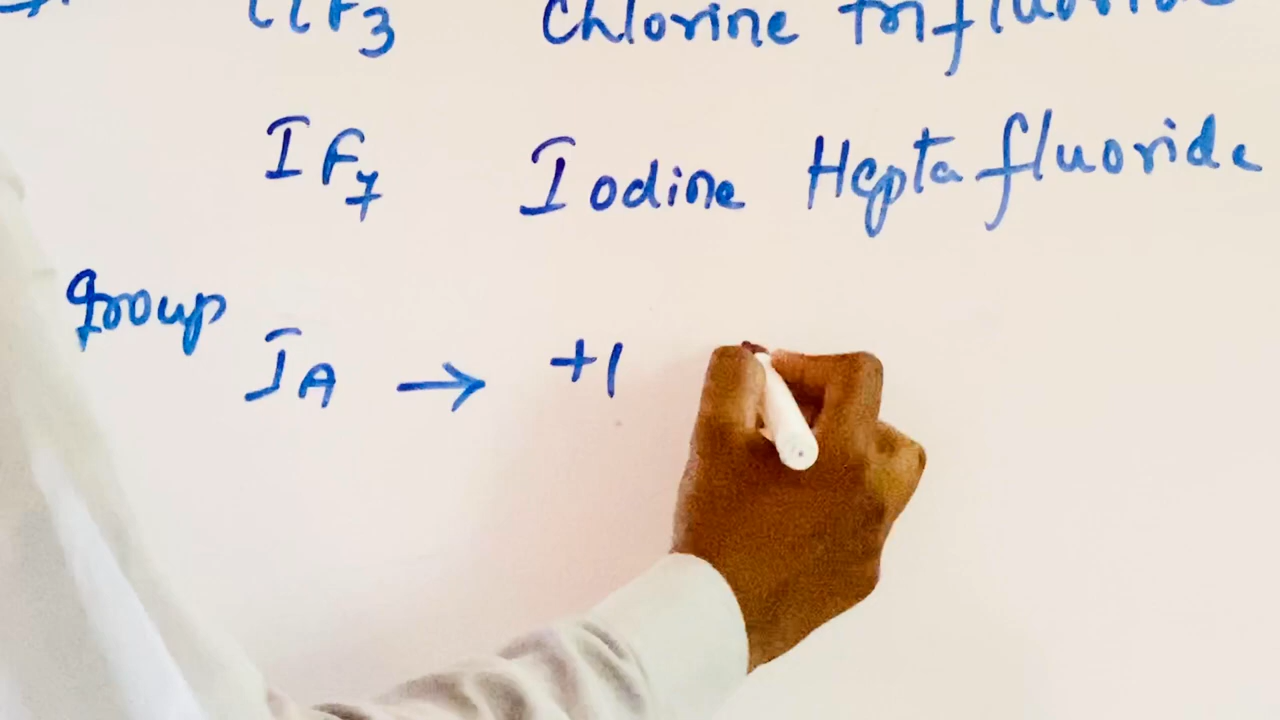 ClF3 Chlorine trifluoride
IF7 Iodine Heptafluoride
Group
IA → +1